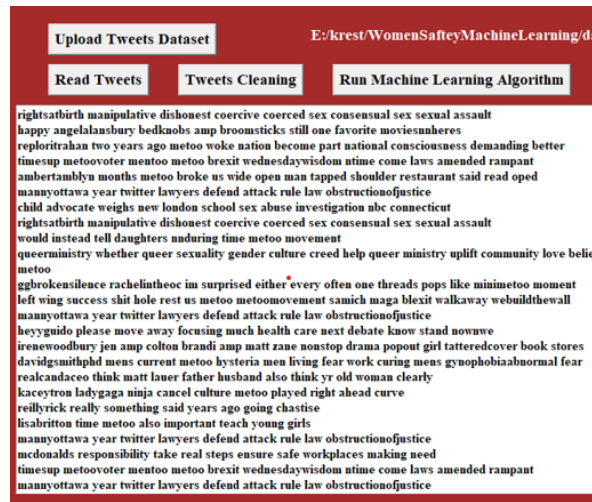 Upload Tweets Dataset
E:/krest/WomenSafteyMachineLearning/d
Read Tweets
Tweets Cleaning
Run Machine Learning Algorithm
rightsatbirth manipulative dishonest coercive coerced sex consensual sex sexual assault
happy angelalansbury bedknobs amp broomsticks still one favorite moviesnnheres
reploritrahan two years ago metoo woke nation become part national consciousness demanding better
timesup metoovoter mentoo metoo brexit wednesdaywisdom ntime come laws amended rampant
ambertamblyn months metoo broke us wide open man tapped shoulder restaurant said read oped
mannyottawa year twitter lawyers defend attack rule law obstructionofjustice
child advocate weighs new london school sex abuse investigation nbc connecticut
rightsatbirth manipulative dishonest coercive coerced sex consensual sex sexual assault
would instead tell daughters nnduring time metoo movement
queerministry whether queer sexuality gender culture creed help queer ministry uplift community love belie
metoo
ggbrokensilence rachelintheoc im surprised either every often one threads pops like minimetoo moment
left wing success shit hole rest us metoo metoomovement samich maga blexit walkaway webuildthewall
mannyottawa year twitter lawyers defend attack rule law obstructionofjustice
heyyguido please move away focusing much health care next debate know stand nownwe
irenewoodbury jen amp colton brandi amp matt zane nonstop drama popout girl tatteredcover book stores
davidgsmithphd mens current metoo hysteria men living fear work curing mens gynophobiaabnormal fear
realcandaceo think matt lauer father husband also think yr old woman clearly
kaceytron ladygaga ninja cancel culture metoo played right ahead curve
reillyrick really something said years ago going chastise
lisabritton time metoo also important teach young girls
mannyottawa year twitter lawyers defend attack rule law obstructionofjustice
mcdonalds responsibility take real steps ensure safe workplaces making need
timesup metoovoter mentoo metoo brexit wednesdaywisdom ntime come laws amended rampant
mannyottawa year twitter lawyers defend attack rule law obstructionofjustice